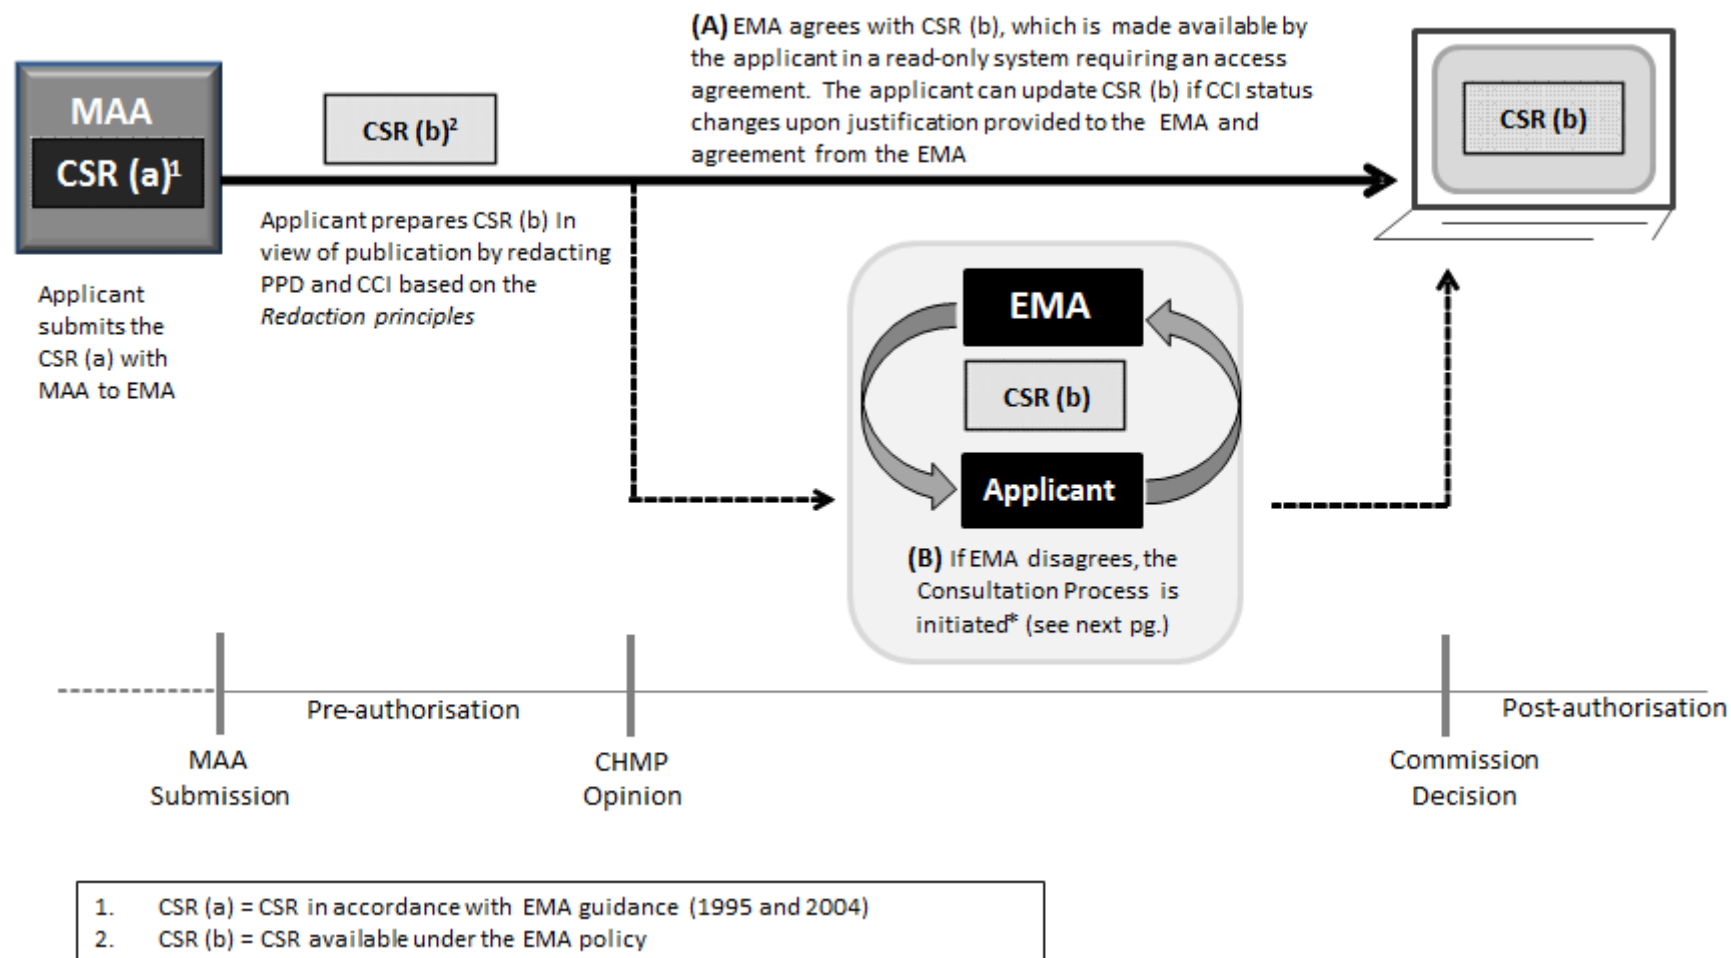 MAA
CSR (a)¹
Applicant
submits the
CSR (a) with
MAA to EMA
CSR (b)²
Applicant prepares CSR (b) In
view of publication by redacting
PPD and CCI based on the
Redaction principles
(A) EMA agrees with CSR (b), which is made available by
the applicant in a read-only system requiring an access
agreement. The applicant can update CSR (b) if CCI status
changes upon justification provided to the EMA and
agreement from the EMA
CSR (b)
EMA
CSR (b)
Applicant
(B) If EMA disagrees, the
Consultation Process is
initiated* (see next pg.)
Pre-authorisation
Post-authorisation
MAA
Submission
CHMP
Opinion
Commission
Decision
1. CSR (a) = CSR in accordance with EMA guidance (1995 and 2004)
2. CSR (b) = CSR available under the EMA policy